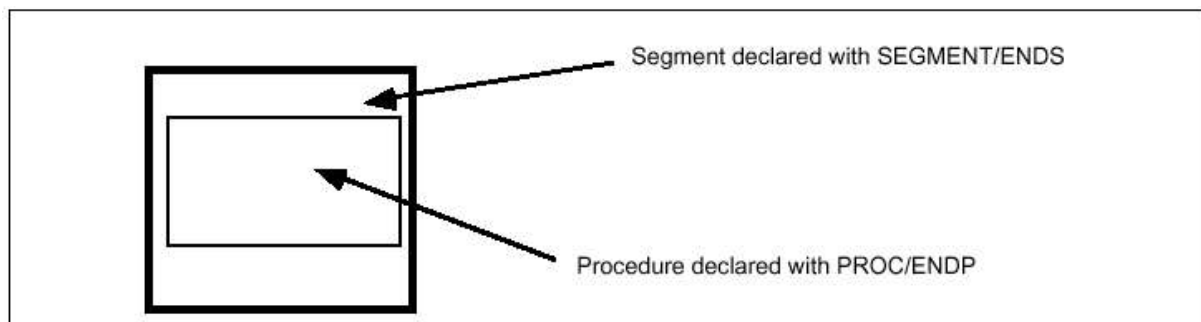 Segment declared with SEGMENT/ENDS
Procedure declared with PROC/ENDP